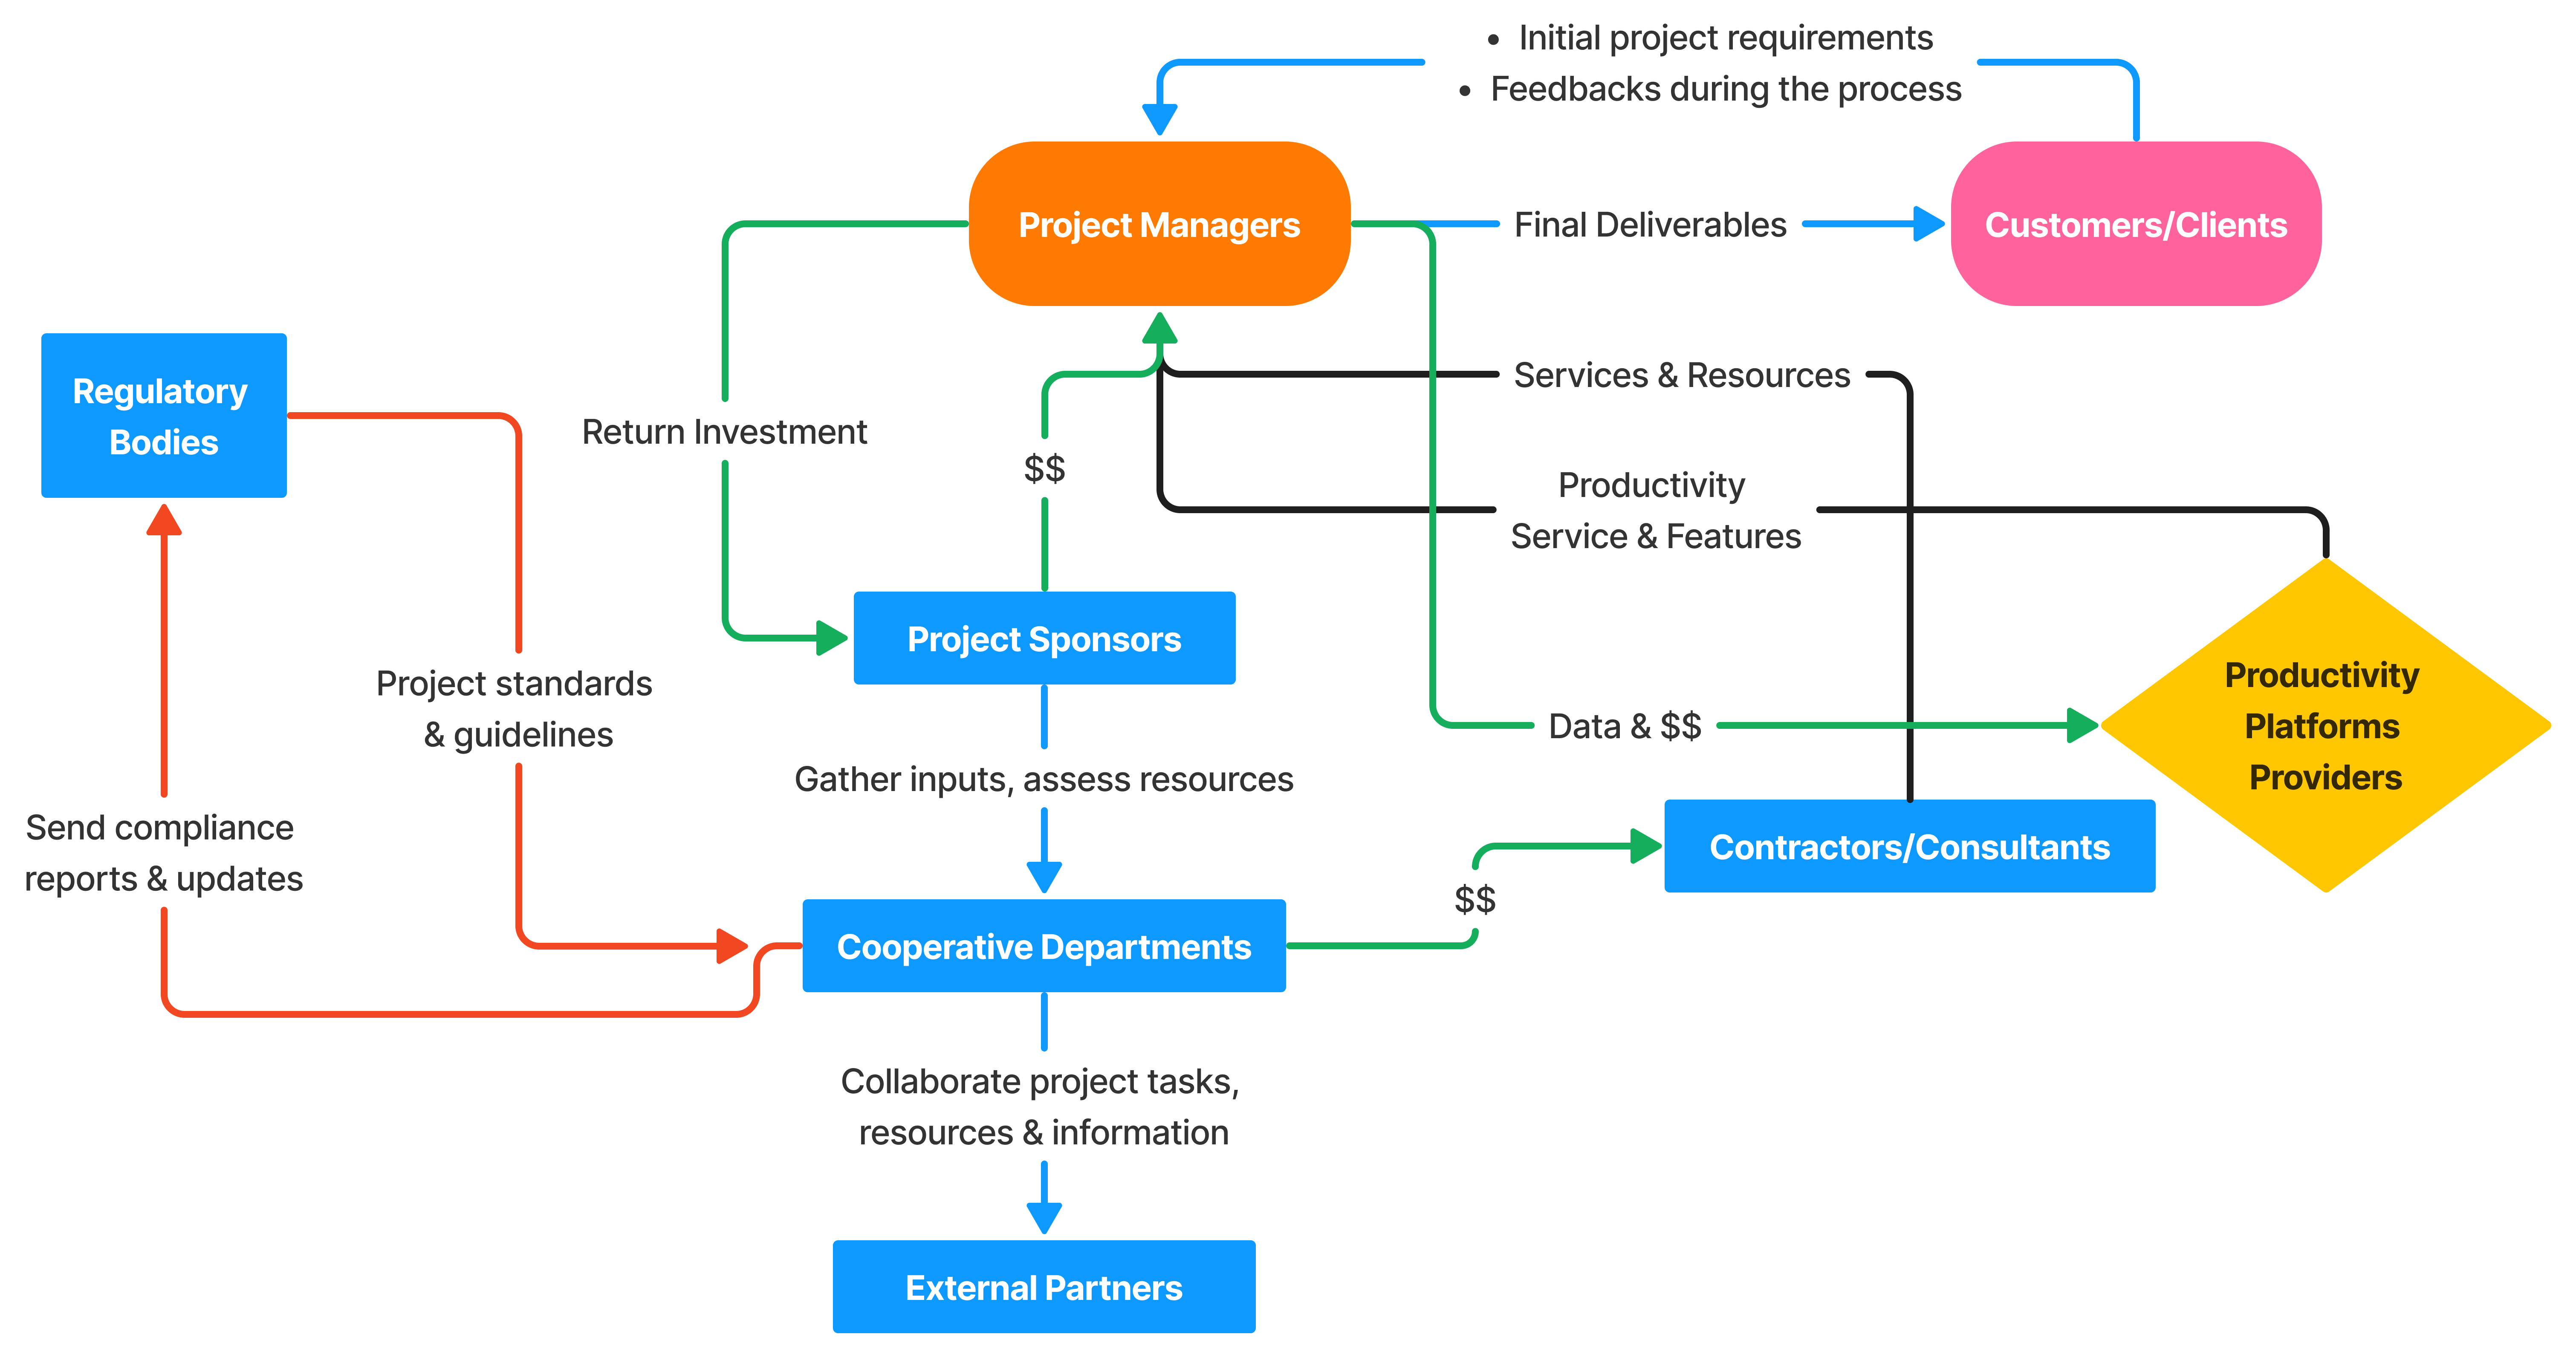 • Initial project requirements
• Feedbacks during the process
Project Managers
Final Deliverables
Customers/Clients
Regulatory
Bodies
Services & Resources
Return Investment
$$
Productivity
Service & Features
Project Sponsors
Project standards
& guidelines
Productivity
Platforms
Providers
Data & $$
Gather inputs, assess resources
Send compliance
reports & updates
Contractors/Consultants
$$
Cooperative Departments
Collaborate project tasks,
resources & information
External Partners